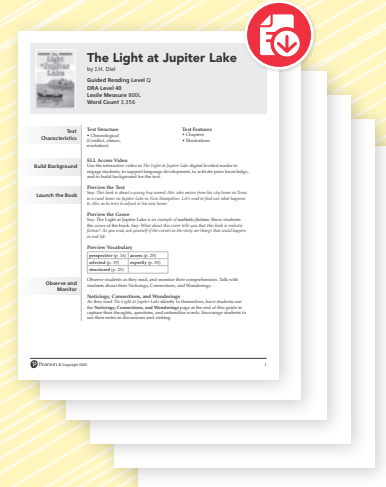 The Light
at Jupiter
Lake
The Light at Jupiter Lake
by J.H. Diel
Guided Reading Level Q
DRA Level 40
Lexile Measure 800L
Word Count 3,356
Text
Characteristics
Text Structure
• Chronological
(Conflict, climax,
resolution)
Text Features
• Chapters
• Illustrations
Build Background
ELL Access Video
Use the interactive video in The Light at Jupiter Lake digital leveled reader to
engage students, to support language development, to activate prior knowledge,
and to build background for the text.
Launch the Book
Preview the Text
Say: This book is about a young boy named Alec who moves from his city home in Texas
to a rural home on Jupiter Lake in New Hampshire. Let's read to find out what happens
to Alec as he tries to adjust to his new home.
Preview the Genre
Say: The Light at Jupiter Lake is an example of realistic fiction. Show students
the cover of the book. Say: What about the cover tells you that this book is realistic
fiction? As you read, ask yourself if the events in the story are things that could happen
in real life.
Preview Vocabulary
perspective (p. 16) access (p. 28)
selected (p. 19) expertly (p. 29)
structured (p. 25)
Observe and
Monitor
Observe students as they read, and monitor their comprehension. Talk with
students about their Noticings, Connections, and Wonderings.
Noticings, Connections, and Wonderings
As they read The Light at Jupiter Lake silently to themselves, have students use
the Noticings, Connections, and Wonderings page at the end of this guide to
capture their thoughts, questions, and unfamiliar words. Encourage students to
use their notes in discussions and writing.
Pearson © Copyright 2020
1